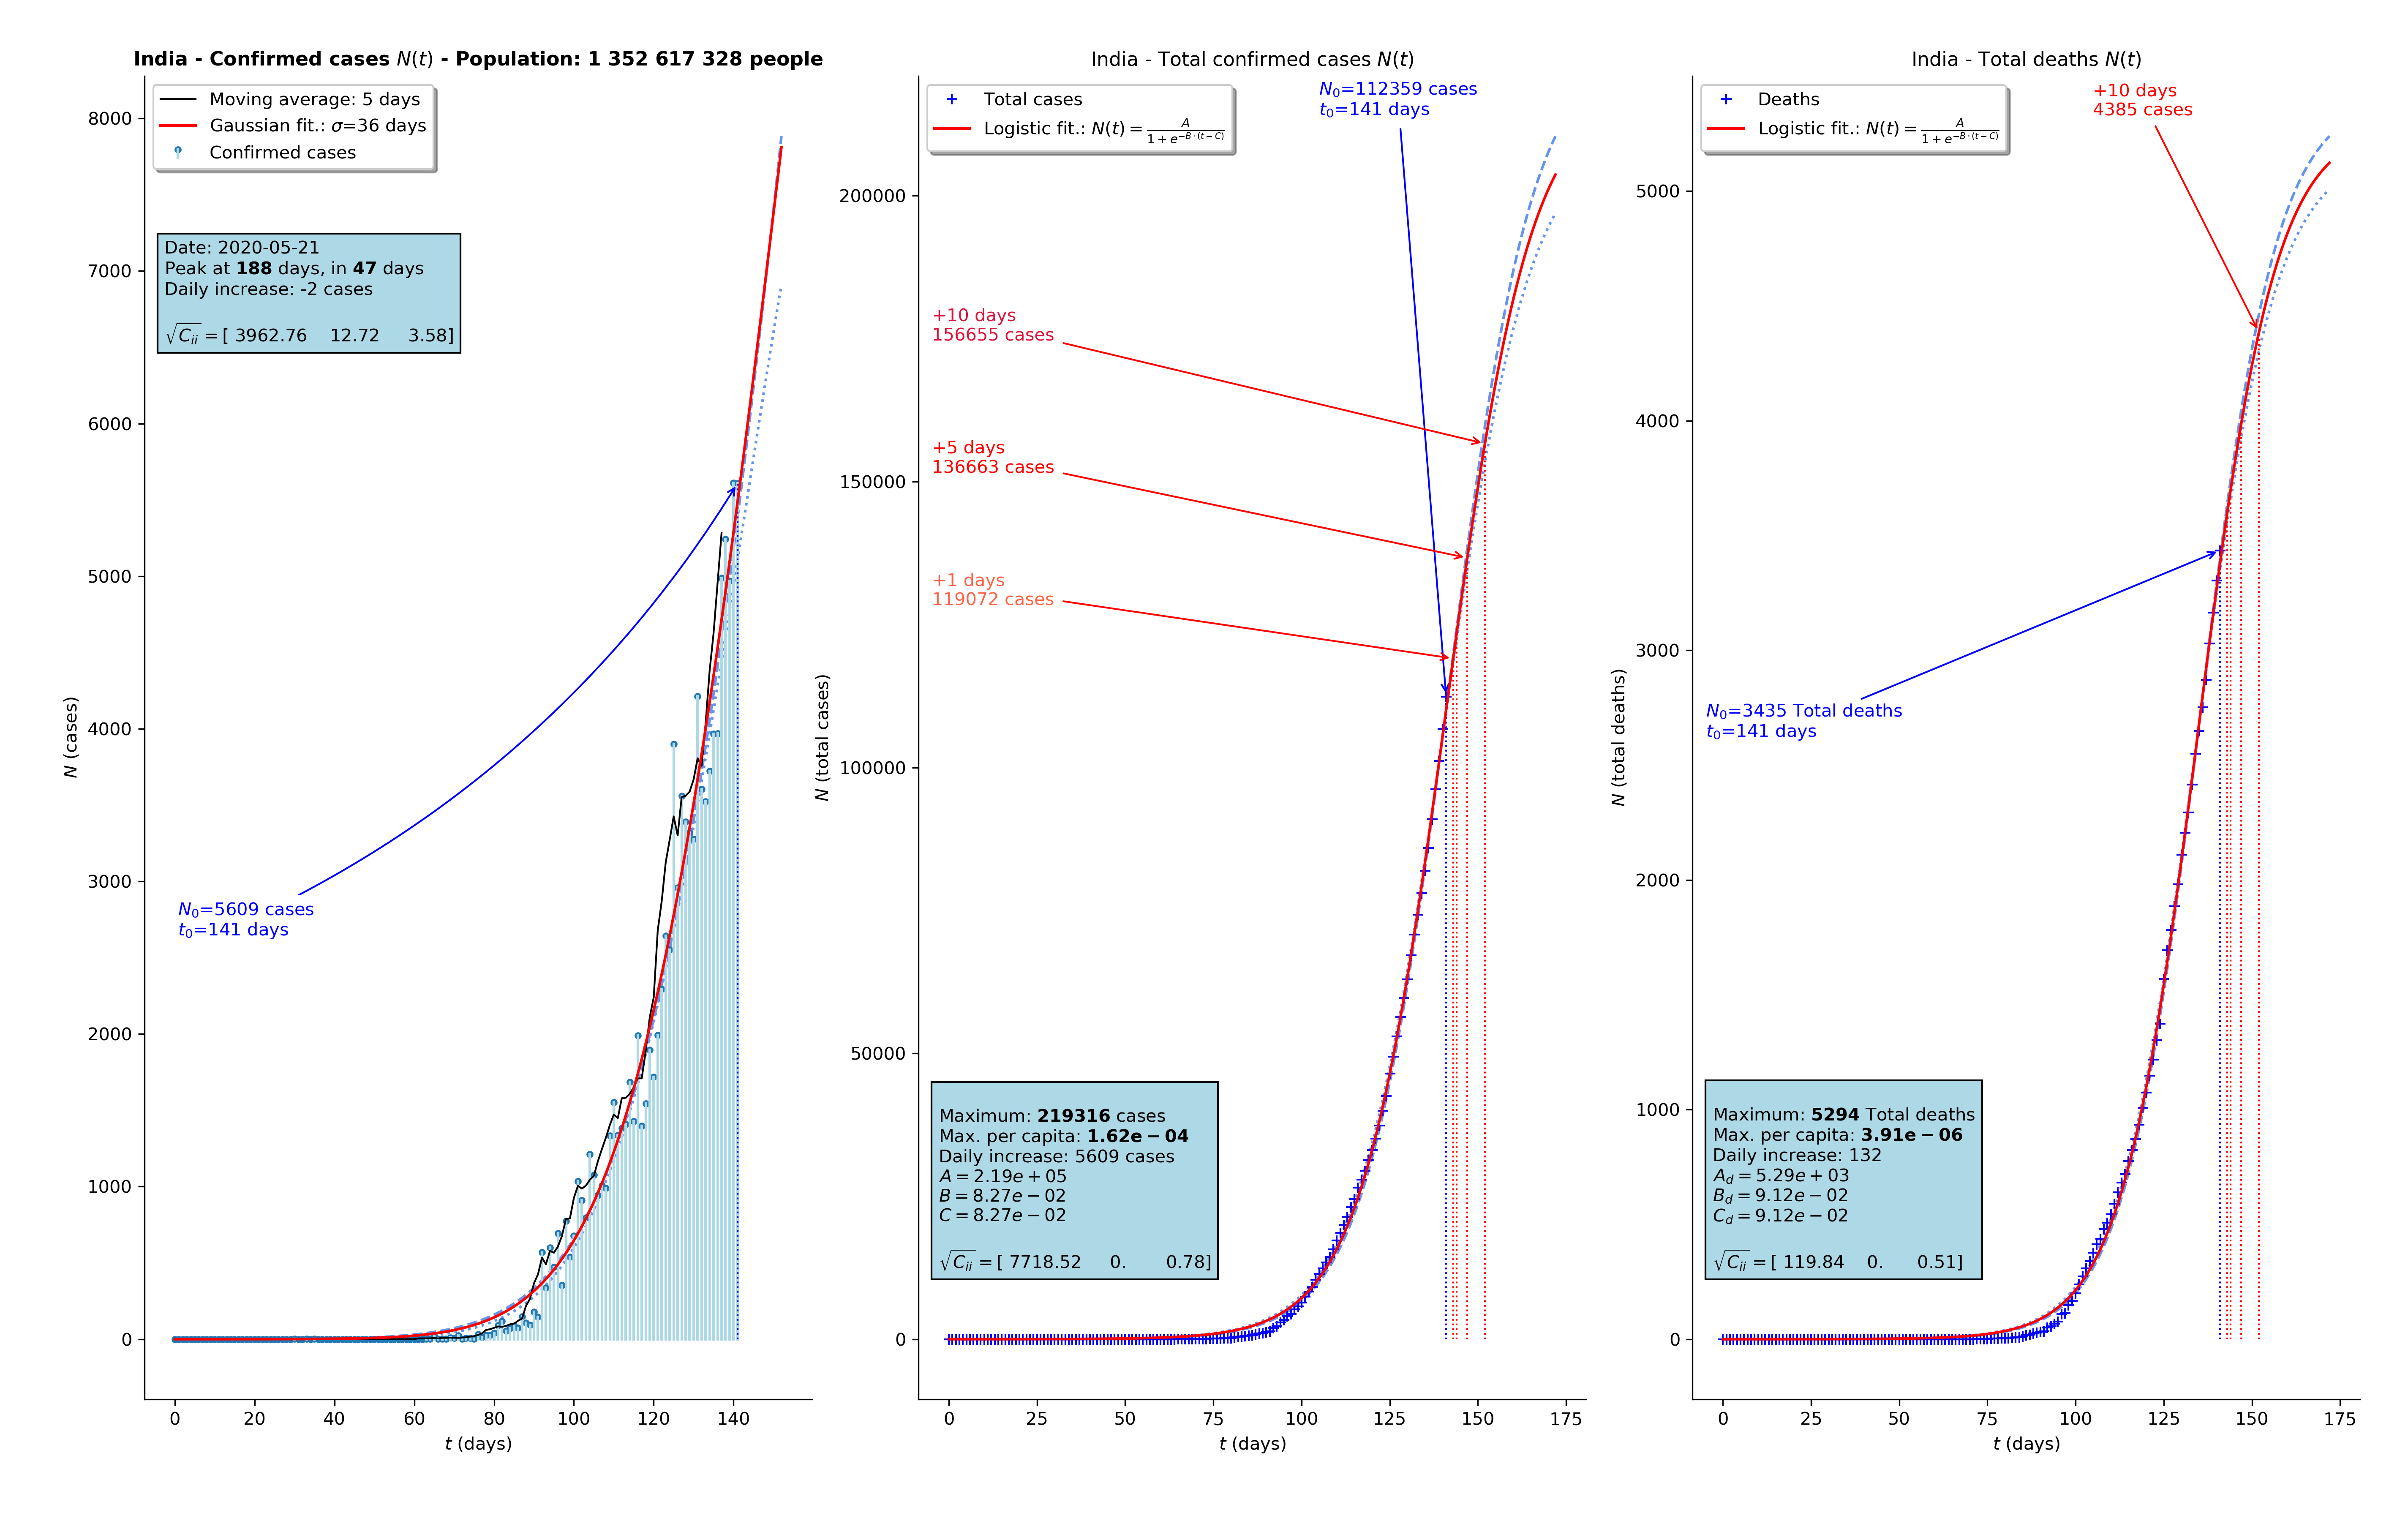 India - Confirmed cases N(t) - Population: 1 352 617 328 people
Moving average: 5 days
Gaussian fit.: σ=36 days
Confirmed cases
Date: 2020-05-21
Peak at 188 days, in 47 days
Daily increase: -2 cases
√C_ii = [ 3962.76 12.72 3.58]
N_0=5609 cases
t_0=141 days
N (cases)
8000
7000
6000
5000
4000
3000
2000
1000
0
0 20 40 60 80 100 120 140
t (days)
India - Total confirmed cases N(t)
Total cases
Logistic fit.: N(t) = A / (1 + e^{-B·(t-C)})
N_0=112359 cases
t_0=141 days
+10 days
156655 cases
+5 days
136663 cases
+1 days
119072 cases
Maximum: 219316 cases
Max. per capita: 1.62e − 04
Daily increase: 5609 cases
A = 2.19e + 05
B = 8.27e − 02
C = 8.27e − 02
√C_ii = [ 7718.52 0. 0.78]
N (total cases)
200000
150000
100000
50000
0
0 25 50 75 100 125 150 175
t (days)
India - Total deaths N(t)
Deaths
Logistic fit.: N(t) = A / (1 + e^{-B·(t-C)})
+10 days
4385 cases
N_0=3435 Total deaths
t_0=141 days
Maximum: 5294 Total deaths
Max. per capita: 3.91e − 06
Daily increase: 132
A_d = 5.29e + 03
B_d = 9.12e − 02
C_d = 9.12e − 02
√C_ii = [ 119.84 0. 0.51]
N (total deaths)
5000
4000
3000
2000
1000
0
0 25 50 75 100 125 150 175
t (days)